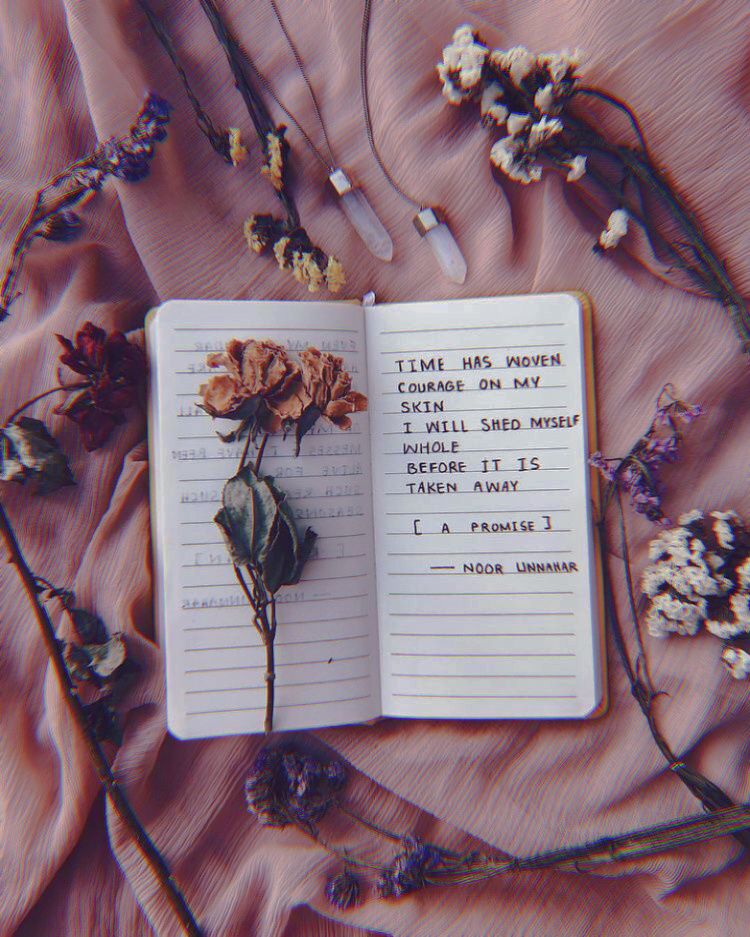 TIME HAS WOVEN
COURAGE ON MY
SKIN
I WILL SHED MYSELF
WHOLE
BEFORE IT IS
TAKEN AWAY
[ A PROMISE ]
— NOOR UNNAHAR